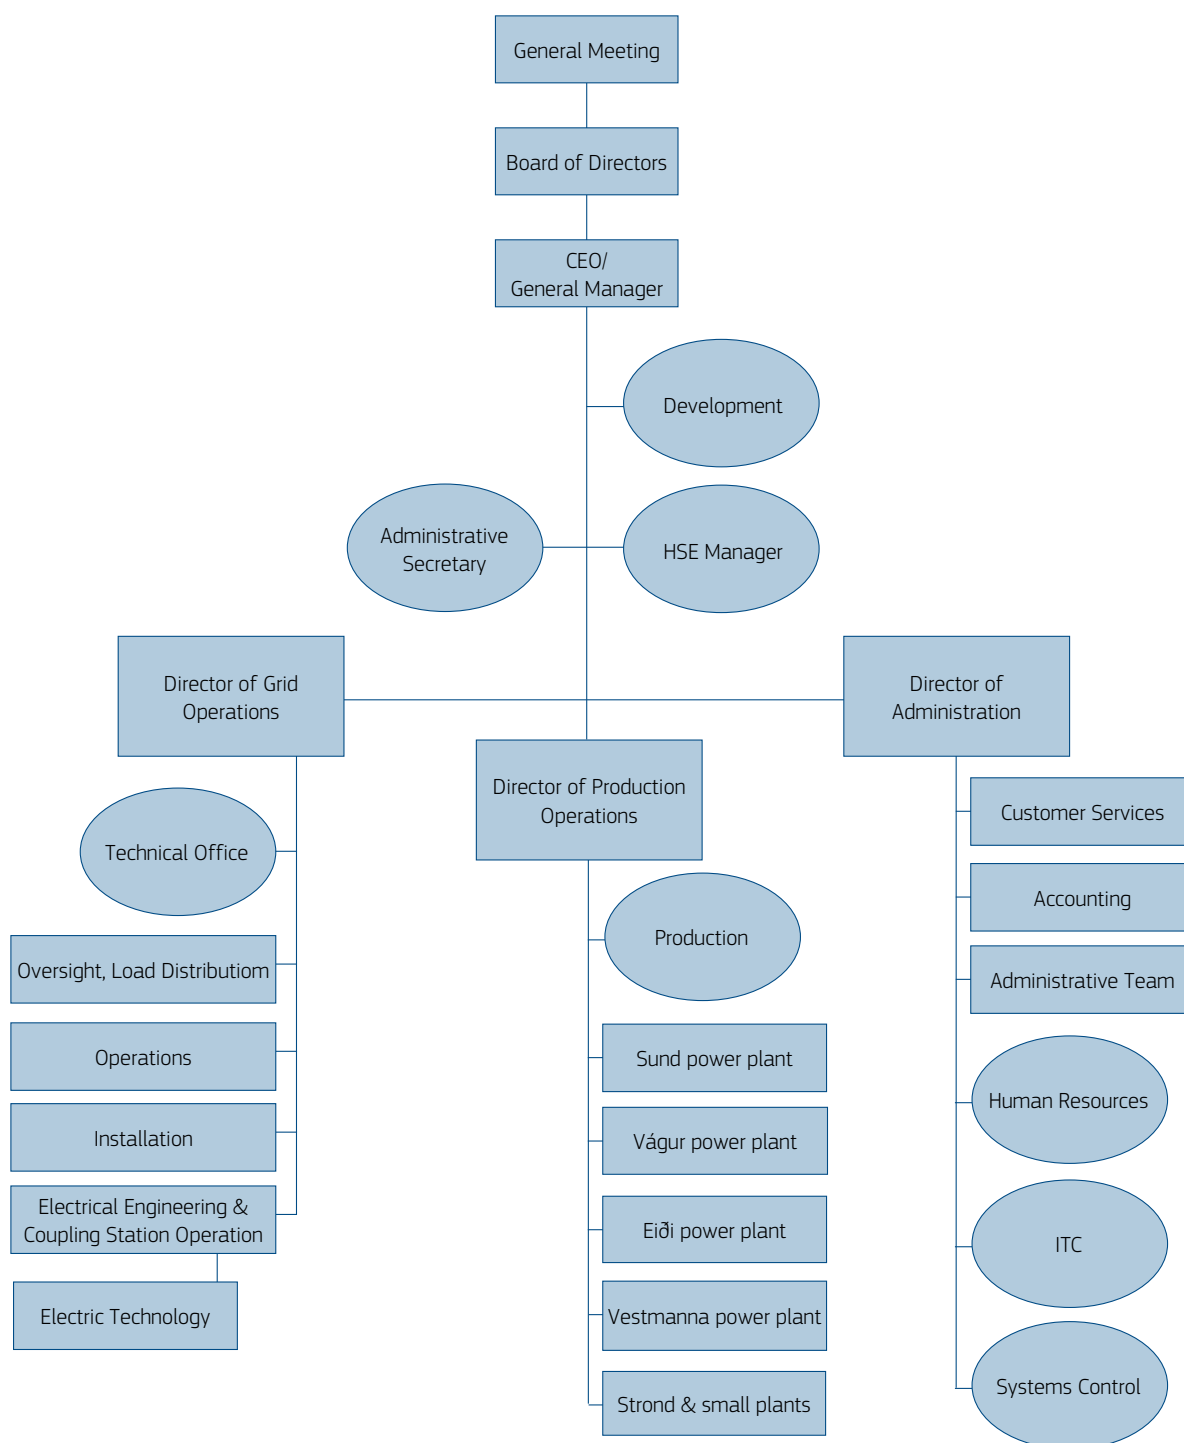 General Meeting
Board of Directors
CEO/
General Manager
Development
Administrative
Secretary
HSE Manager
Director of Grid
Operations
Director of
Administration
Director of Production
Operations
Technical Office
Oversight, Load Distributiom
Operations
Installation
Electrical Engineering &
Coupling Station Operation
Electric Technology
Production
Sund power plant
Vágur power plant
Eiði power plant
Vestmanna power plant
Strond & small plants
Customer Services
Accounting
Administrative Team
Human Resources
ITC
Systems Control